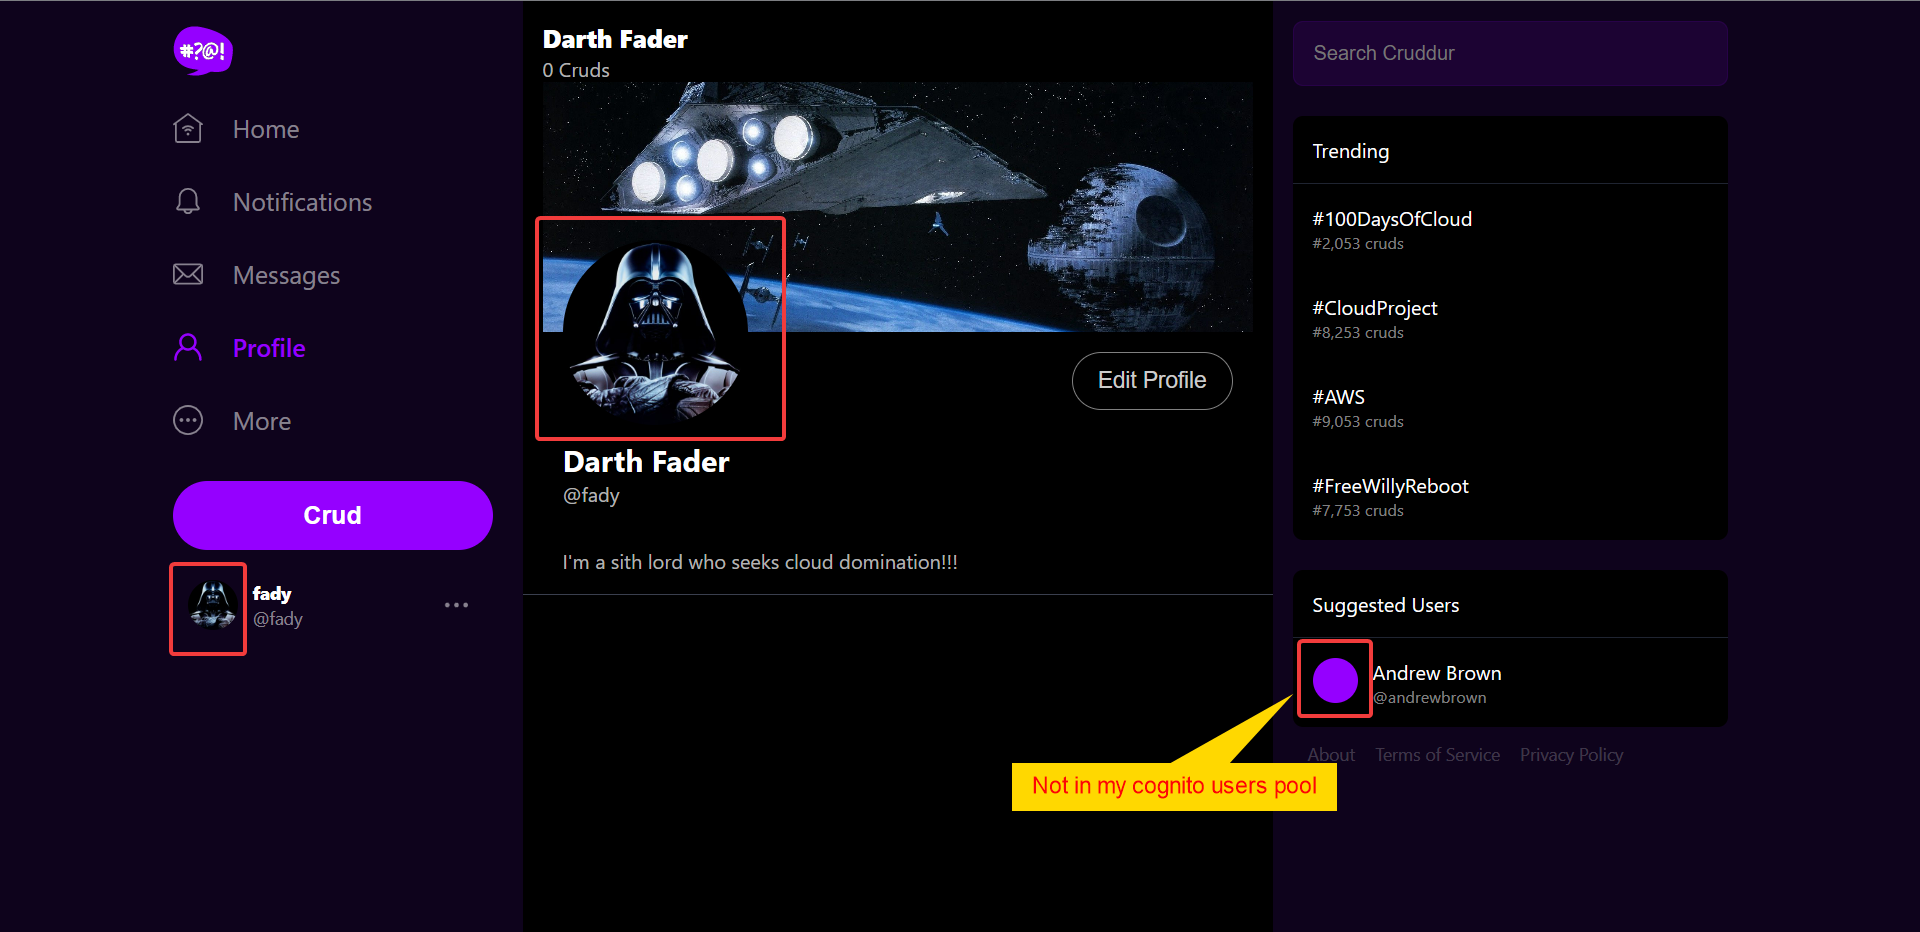 #?@!
Home
Notifications
Messages
Profile
More
Crud
fady
@fady
Darth Fader
0 Cruds
Edit Profile
Darth Fader
@fady
I'm a sith lord who seeks cloud domination!!!
Search Cruddur
Trending
#100DaysOfCloud
#2,053 cruds
#CloudProject
#8,253 cruds
#AWS
#9,053 cruds
#FreeWillyReboot
#7,753 cruds
Suggested Users
Andrew Brown
@andrewbrown
About Terms of Service Privacy Policy
Not in my cognito users pool